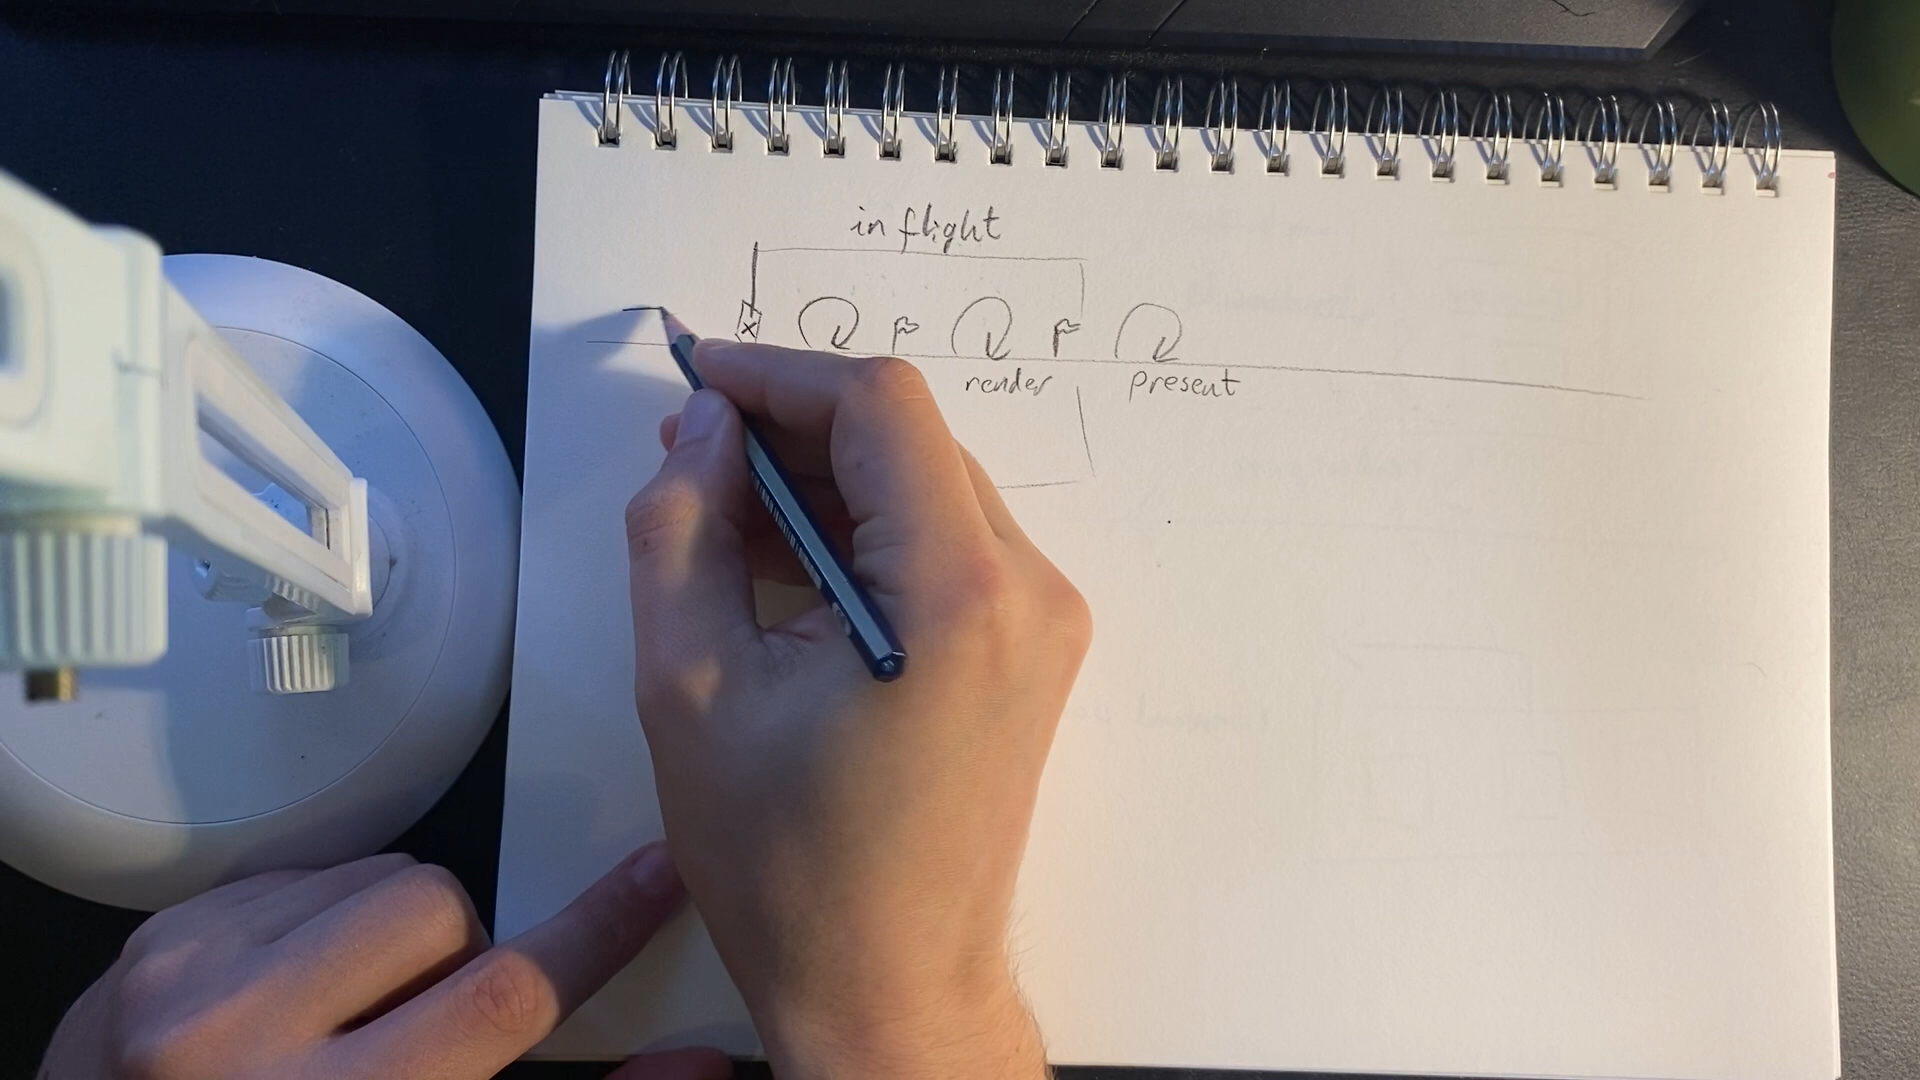 in flight
x
render present